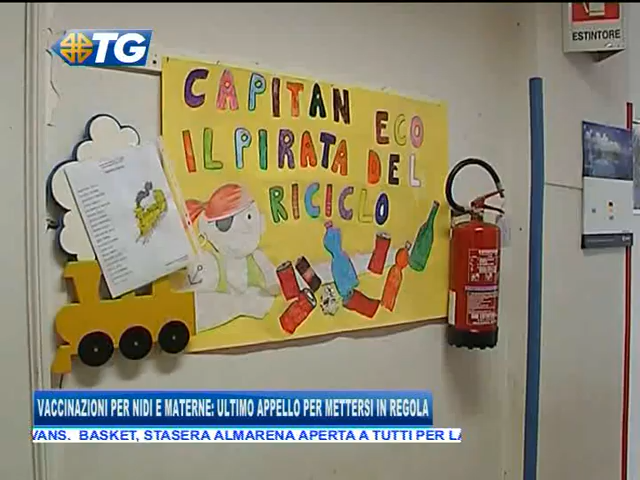 TG
ESTINTORE
CAPITAN ECO
IL PIRATA DEL
RICICLO
VACCINAZIONI PER NIDI E MATERNE: ULTIMO APPELLO PER METTERSI IN REGOLA
VANS. BASKET, STASERA ALMARENA APERTA A TUTTI PER LA